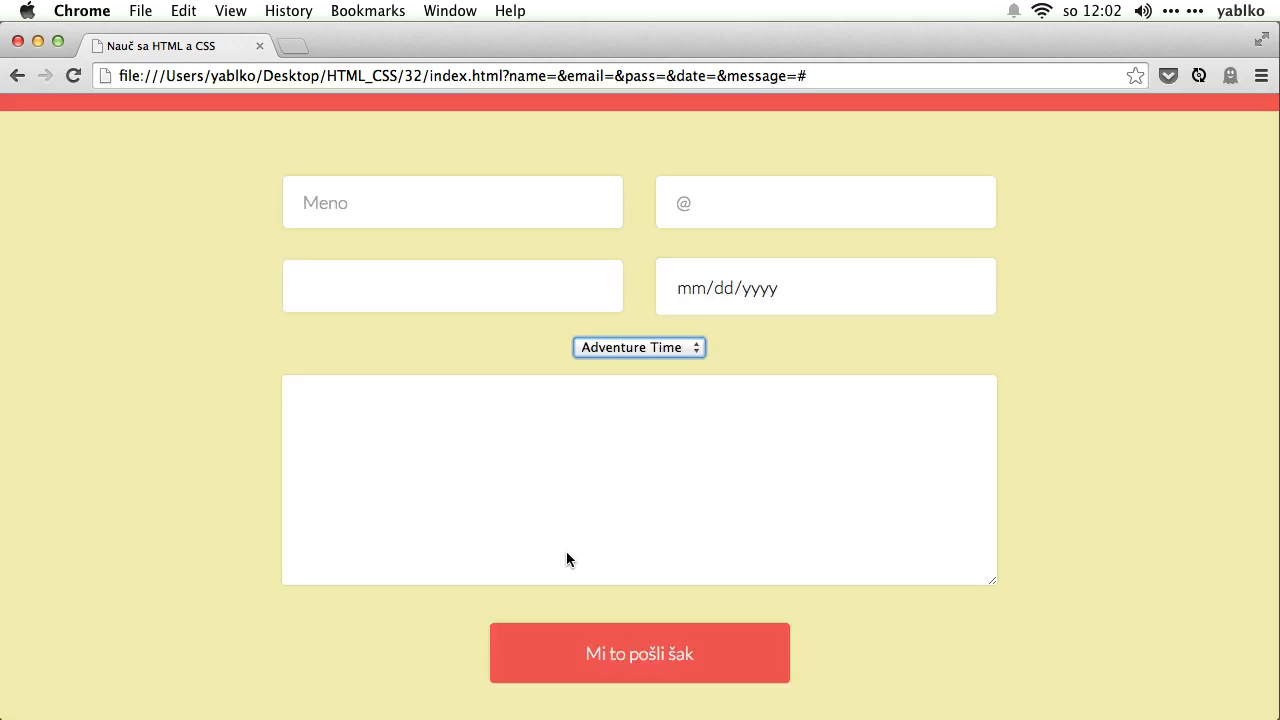 Chrome File Edit View History Bookmarks Window Help so 12:02 yablko
Nauč sa HTML a CSS
file:///Users/yablko/Desktop/HTML_CSS/32/index.html?name=&email=&pass=&date=&message=#
Meno @
mm/dd/yyyy
Adventure Time
Mi to pošli šak